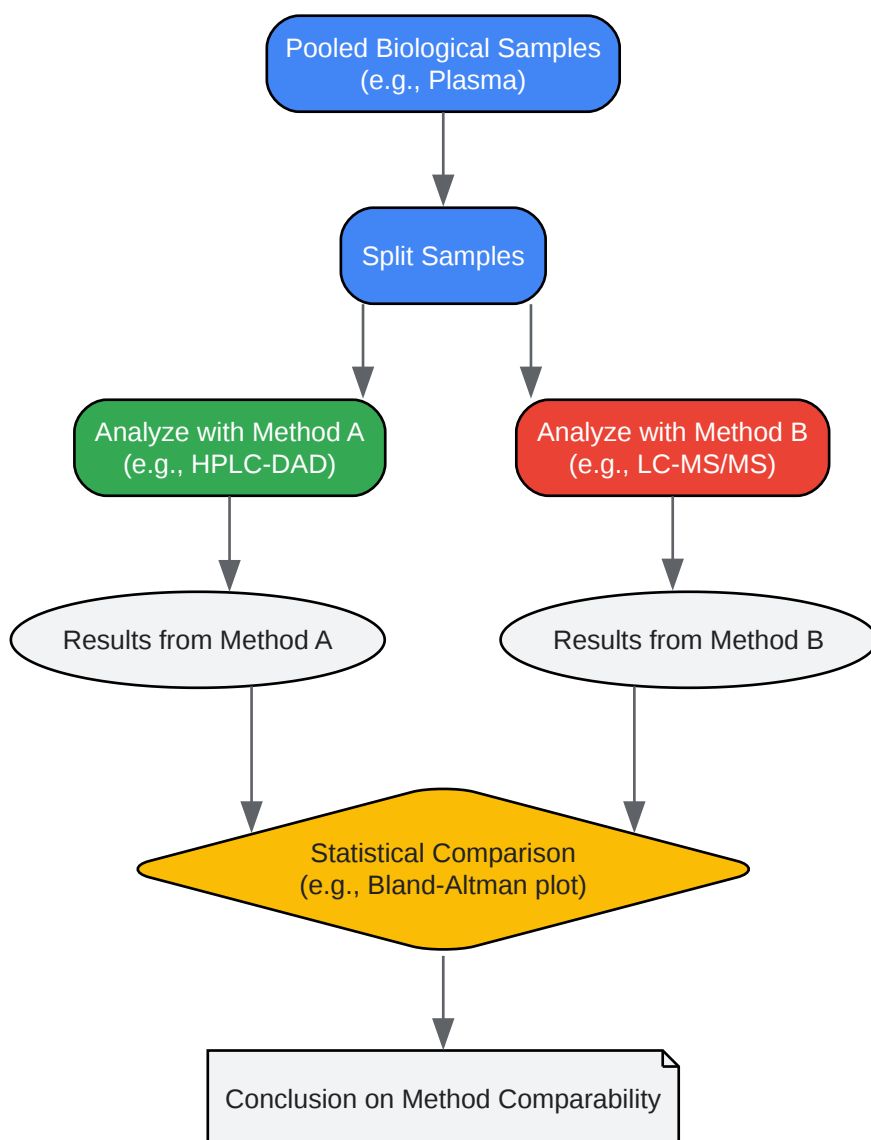 Pooled Biological Samples
(e.g., Plasma)
Split Samples
Analyze with Method A
(e.g., HPLC-DAD)
Analyze with Method B
(e.g., LC-MS/MS)
Results from Method A
Results from Method B
Statistical Comparison
(e.g., Bland-Altman plot)
Conclusion on Method Comparability